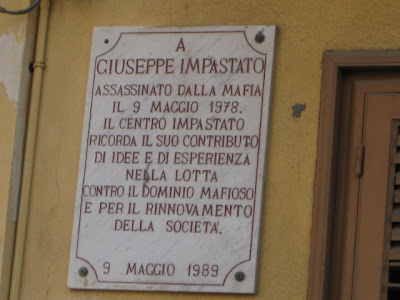 A
GIUSEPPE IMPASTATO
ASSASSINATO DALLA MAFIA
IL 9 MAGGIO 1978.
IL CENTRO IMPASTATO
RICORDA IL SUO CONTRIBUTO
DI IDEE E DI ESPERIENZA
NELLA LOTTA
CONTRO IL DOMINIO MAFIOSO
E PER IL RINNOVAMENTO
DELLA SOCIETA'.
9 MAGGIO 1989